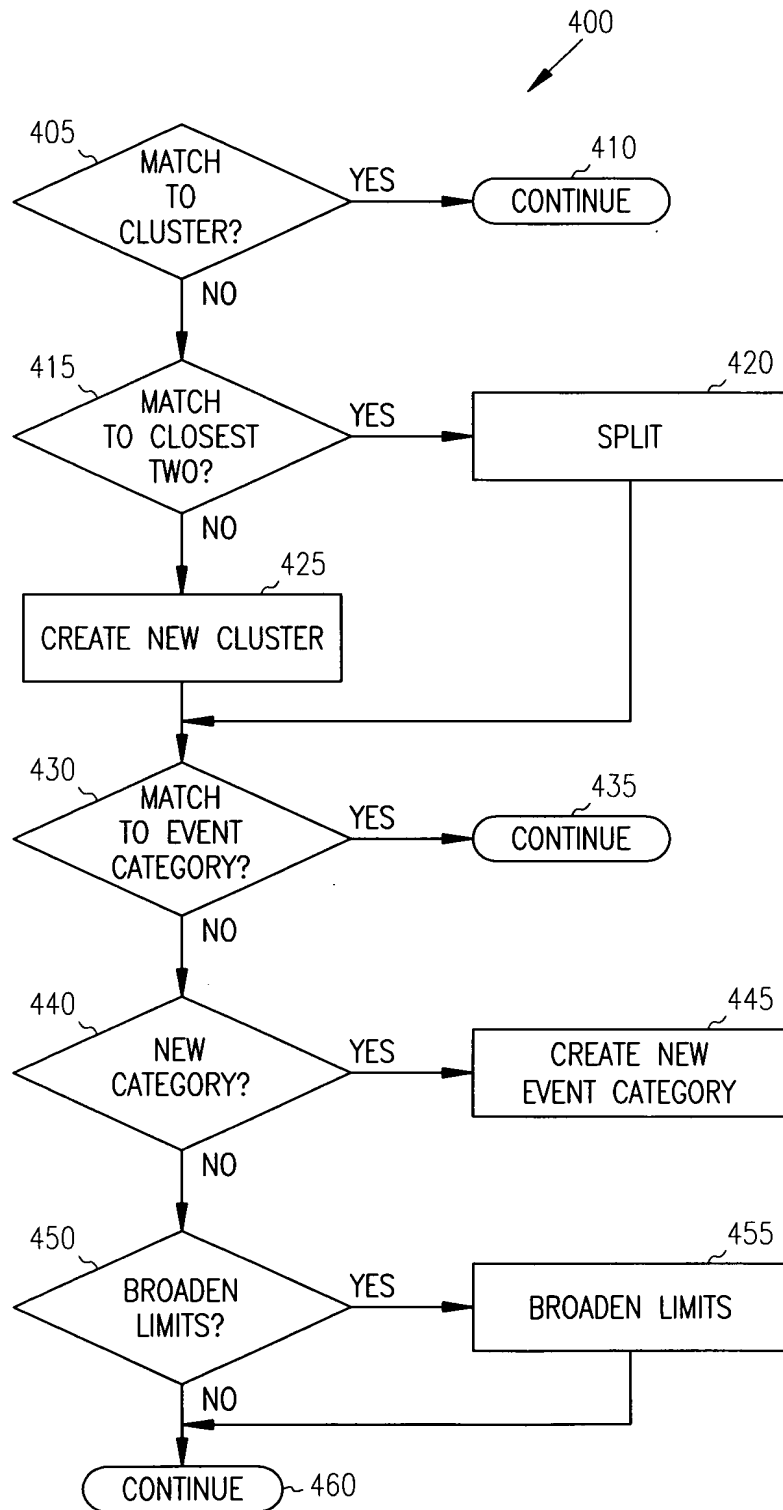 400
405
MATCH
TO
CLUSTER?
YES
410
CONTINUE
NO
415
MATCH
TO CLOSEST
TWO?
YES
420
SPLIT
NO
425
CREATE NEW CLUSTER
430
MATCH
TO EVENT
CATEGORY?
YES
435
CONTINUE
NO
440
NEW
CATEGORY?
YES
445
CREATE NEW
EVENT CATEGORY
NO
450
BROADEN
LIMITS?
YES
455
BROADEN LIMITS
NO
CONTINUE
460